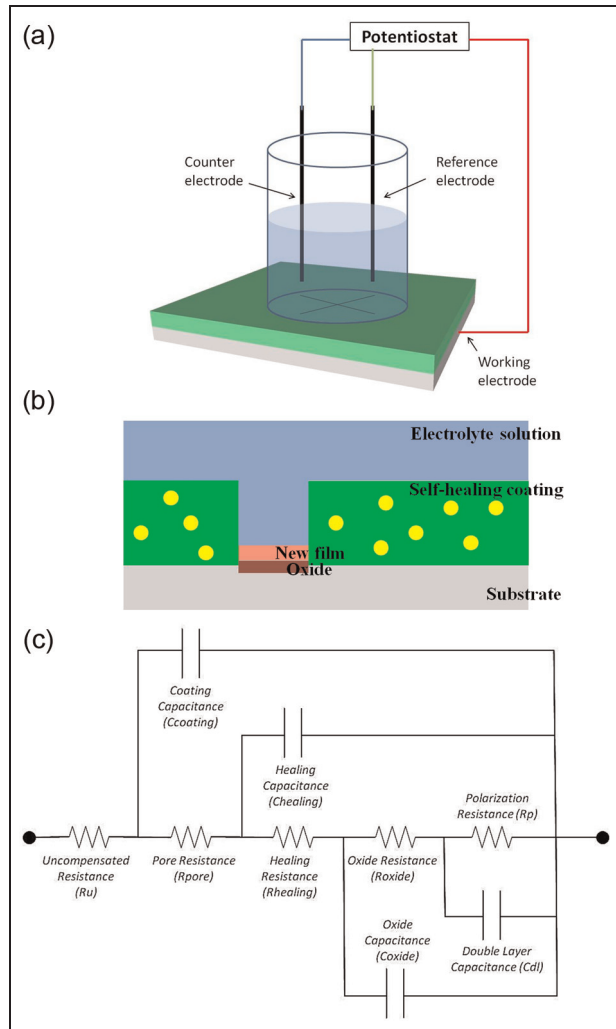 (a)
Potentiostat
Counter
electrode
Reference
electrode
Working
electrode
(b)
Electrolyte solution
Self-healing coating
New film
Oxide
Substrate
(c)
Coating
Capacitance
(Ccoating)
Healing
Capacitance
(Chealing)
Polarization
Resistance (Rp)
Uncompensated
Resistance
(Ru)
Pore Resistance
(Rpore)
Healing
Resistance
(Rhealing)
Oxide Resistance
(Roxide)
Oxide
Capacitance
(Coxide)
Double Layer
Capacitance (Cdl)